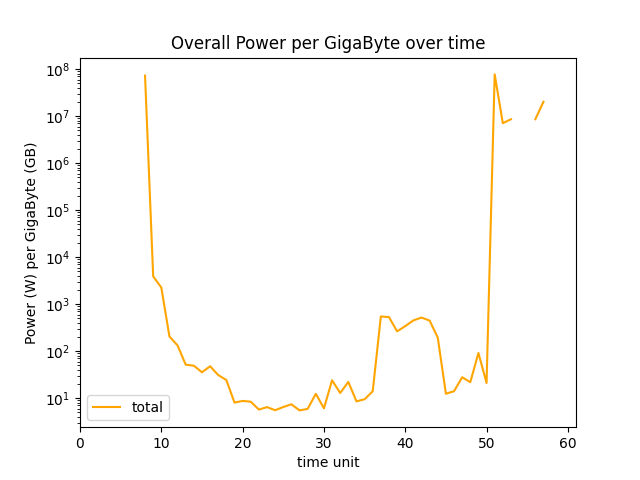 Overall Power per GigaByte over time
Power (W) per GigaByte (GB)
10⁸
10⁷
10⁶
10⁵
10⁴
10³
10²
10¹
total
0 10 20 30 40 50 60
time unit